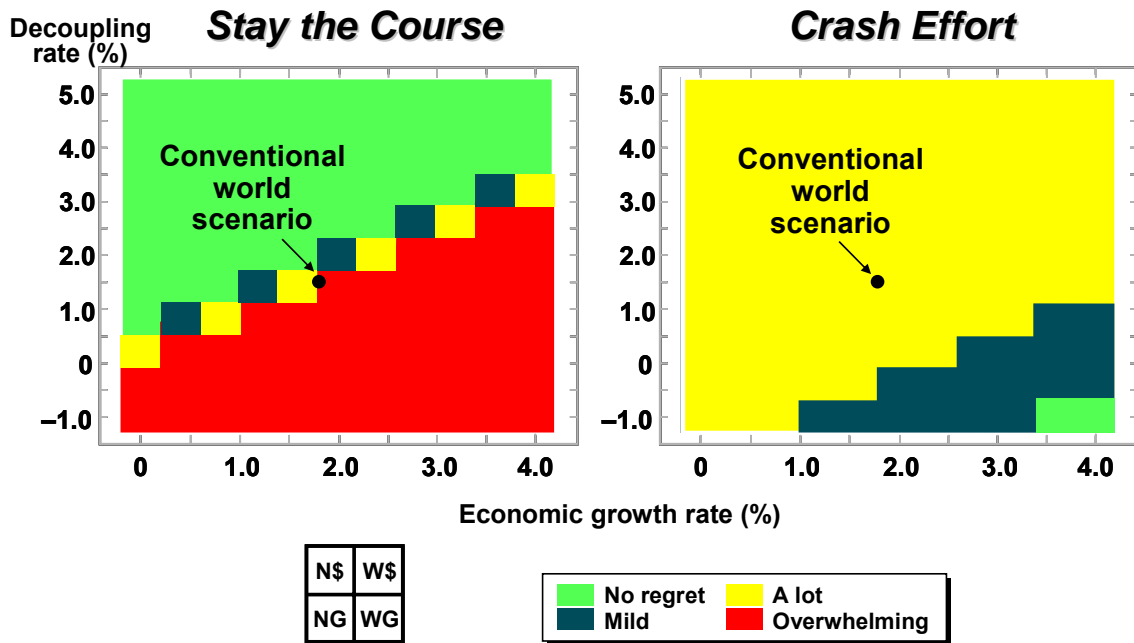 Decoupling
rate (%)
Stay the Course
Crash Effort
5.0
4.0
3.0
2.0
1.0
0
–1.0
Conventional
world
scenario
0 1.0 2.0 3.0 4.0
5.0
4.0
3.0
2.0
1.0
0
–1.0
Conventional
world
scenario
0 1.0 2.0 3.0 4.0
Economic growth rate (%)
N$ W$
NG WG
No regret A lot
Mild Overwhelming